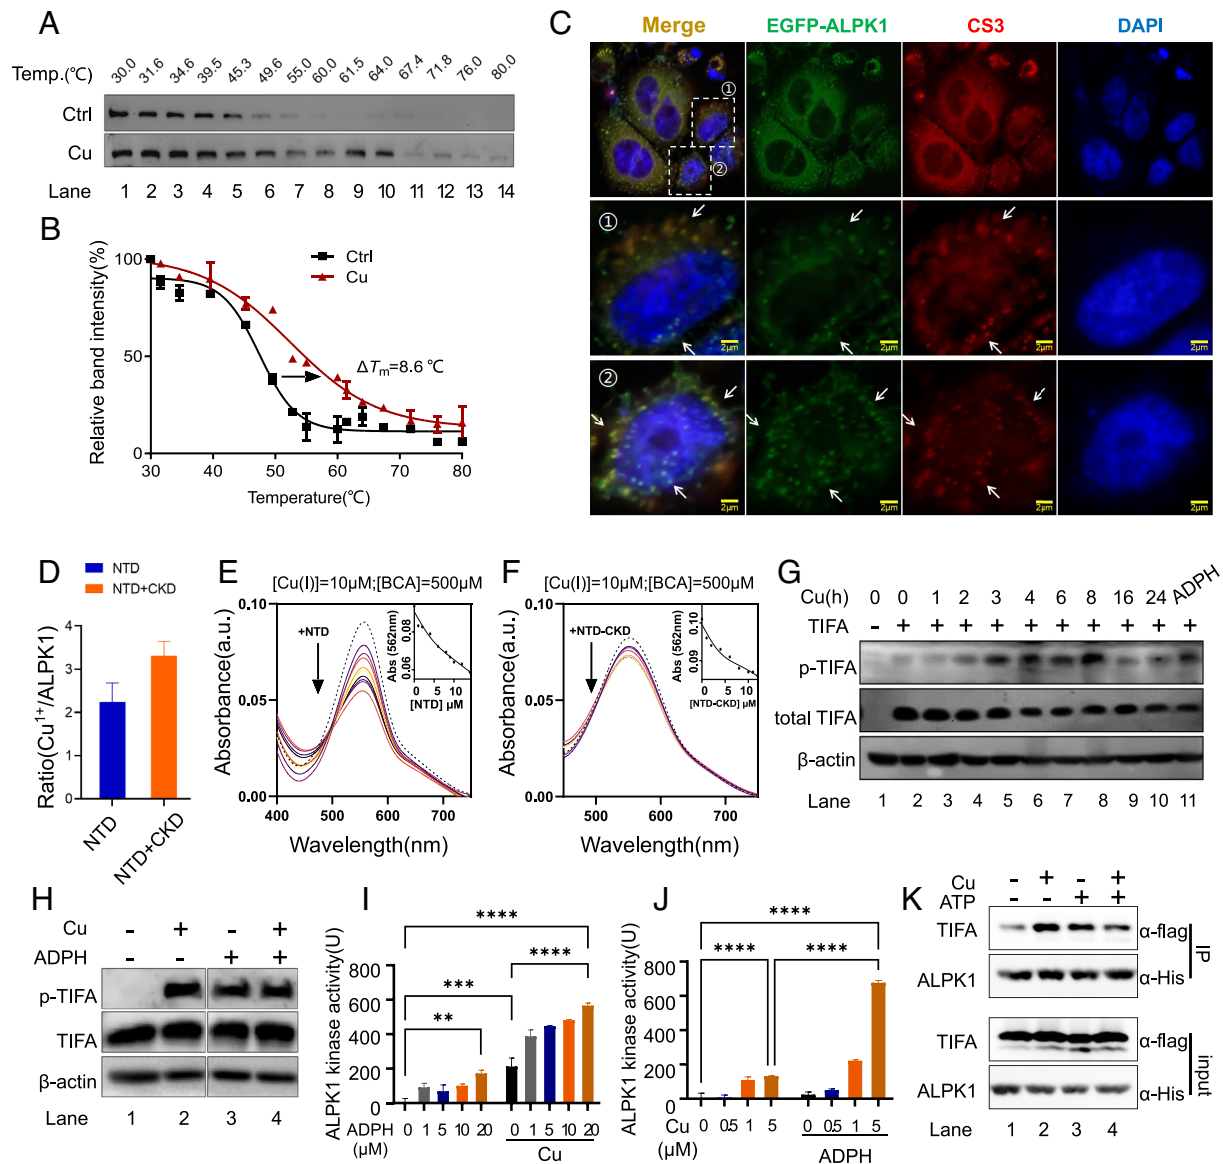 A
Temp.(℃)
30.0 31.6 34.6 39.5 45.3 49.6 55.0 60.0 61.5 64.0 67.4 71.8 76.0 80.0
Ctrl
Cu
Lane 1 2 3 4 5 6 7 8 9 10 11 12 13 14
B
Relative band intensity(%)
100
50
0
30 40 50 60 70 80
Temperature(℃)
Ctrl
Cu
ΔTm=8.6 ℃
C
Merge EGFP-ALPK1 CS3 DAPI
①
②
①
2μm 2μm 2μm 2μm
②
2μm 2μm 2μm 2μm
D
NTD
NTD+CKD
Ratio(Cu¹⁺/ALPK1)
5
4
3
2
1
0
NTD NTD+CKD
E
[Cu(I)]=10μM;[BCA]=500μM
Absorbance(a.u.)
0.10
0.05
0.00
400 500 600 700
Wavelength(nm)
+NTD
Abs (562nm)
0.08
0.06
0 5 10
[NTD] μM
F
[Cu(I)]=10μM;[BCA]=500μM
Absorbance(a.u.)
0.10
0.05
0.00
500 600 700
Wavelength(nm)
+NTD-CKD
Abs (562nm)
0.10
0.09
0 5 10
[NTD-CKD] μM
G
Cu(h) 0 0 1 2 3 4 6 8 16 24 ADPH
TIFA - + + + + + + + + + +
p-TIFA
total TIFA
β-actin
Lane 1 2 3 4 5 6 7 8 9 10 11
H
Cu - + - +
ADPH - - + +
p-TIFA
TIFA
β-actin
Lane 1 2 3 4
I
ALPK1 kinase activity(U)
800
600
400
200
0
**
***
****
****
ADPH 0 1 5 10 20 0 1 5 10 20
(μM)
Cu
J
ALPK1 kinase activity(U)
800
600
400
200
0
****
****
****
Cu 0 0.5 1 5 0 0.5 1 5
(μM)
ADPH
K
Cu - + - +
ATP - - + +
TIFA α-flag
ALPK1 α-His
IP
TIFA α-flag
ALPK1 α-His
input
Lane 1 2 3 4